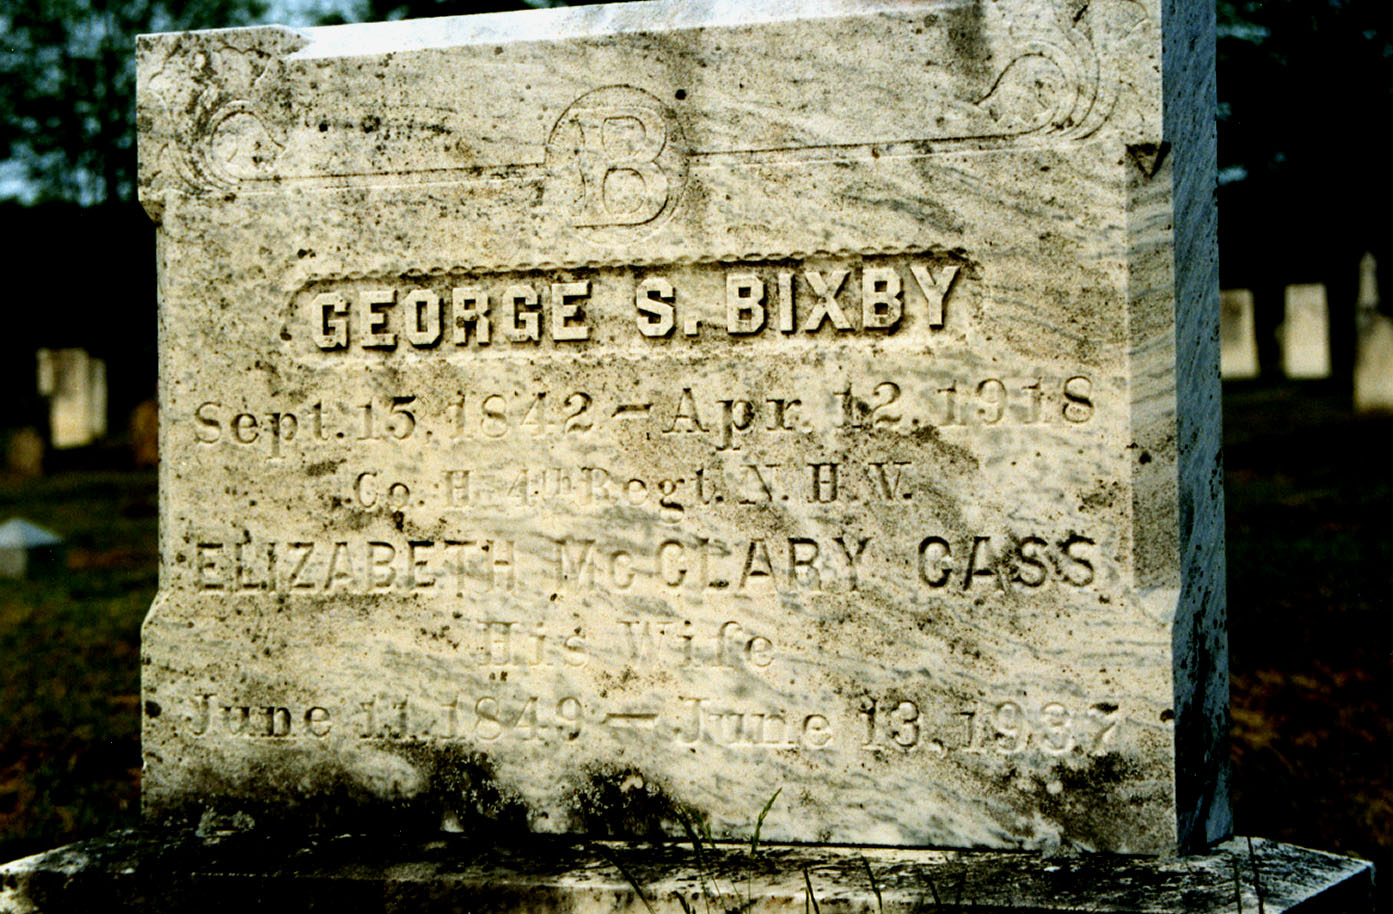 B
GEORGE S. BIXBY
Sept. 15, 1842 – Apr. 12, 1918
Co. H. 4th Regt. N. H. V.
ELIZABETH McCLARY CASS
His Wife
June 11, 1849 – June 13, 1937